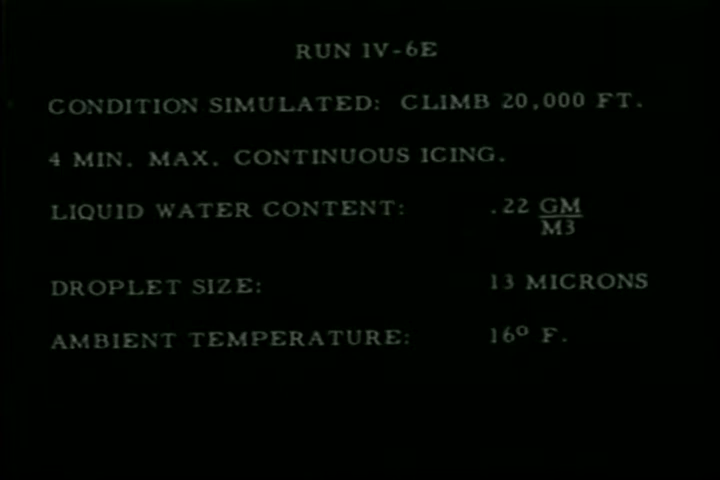 RUN IV-6E
CONDITION SIMULATED: CLIMB 20,000 FT.
4 MIN. MAX. CONTINUOUS ICING.
LIQUID WATER CONTENT: .22 GM
M3
DROPLET SIZE: 13 MICRONS
AMBIENT TEMPERATURE: 16° F.